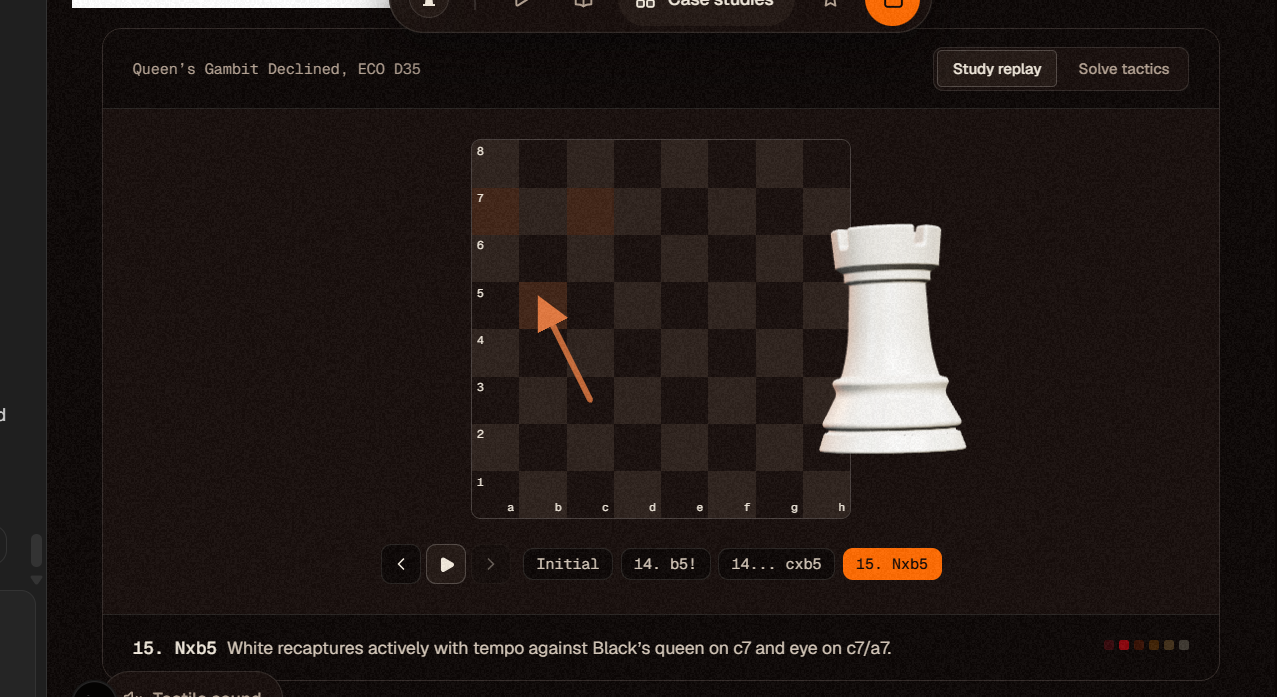 Case studies
Queen's Gambit Declined, ECO D35
Study replay
Solve tactics
8
7
6
5
4
3
2
1
a b c d e f g h
Initial
14. b5!
14... cxb5
15. Nxb5
15. Nxb5 White recaptures actively with tempo against Black's queen on c7 and eye on c7/a7.
d
Tactile sound